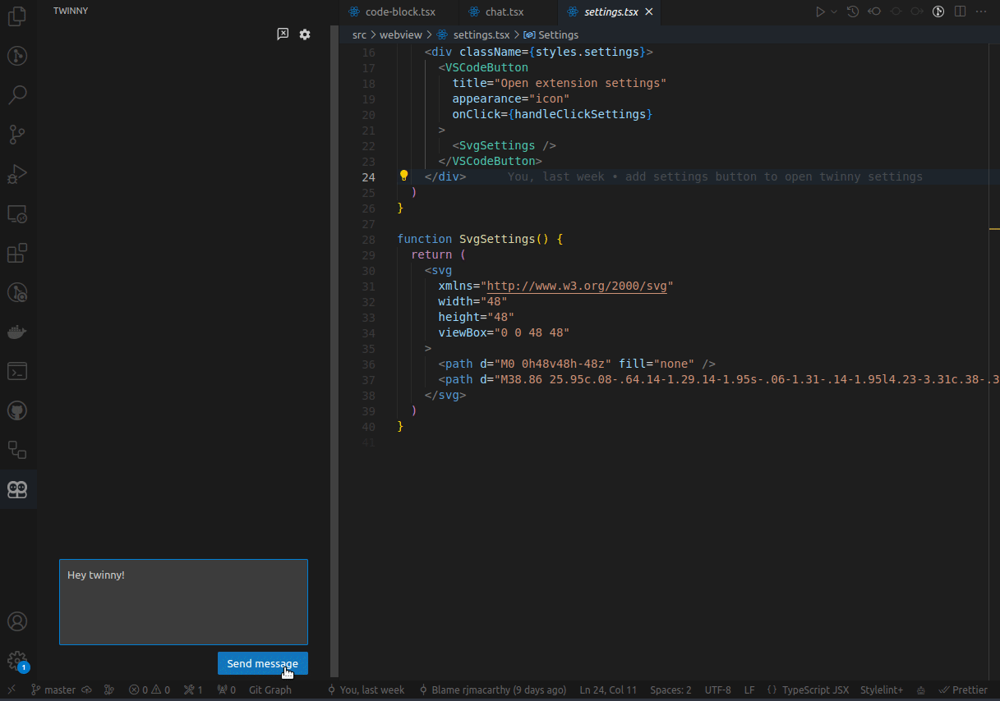 TWINNY
code-block.tsx
chat.tsx
settings.tsx
src > webview > settings.tsx > Settings
16 <div className={styles.settings}>
17 <VSCodeButton
18 title="Open extension settings"
19 appearance="icon"
20 onClick={handleClickSettings}
21 >
22 <SvgSettings />
23 </VSCodeButton>
24 </div> You, last week • add settings button to open twinny settings
25 )
26 }
27
28 function SvgSettings() {
29 return (
30 <svg
31 xmlns="http://www.w3.org/2000/svg"
32 width="48"
33 height="48"
34 viewBox="0 0 48 48"
35 >
36 <path d="M0 0h48v48h-48z" fill="none" />
37 <path d="M38.86 25.95c.08-.64.14-1.29.14-1.95s-.06-1.31-.14-1.95l4.23-3.31c.38-.3
38 </svg>
39 )
40 }
41
Hey twinny!
Send message
1
master 0 0 1 0 Git Graph You, last week Blame rjmacarthy (9 days ago) Ln 24, Col 11 Spaces: 2 UTF-8 LF {} TypeScript JSX Stylelint+ Prettier